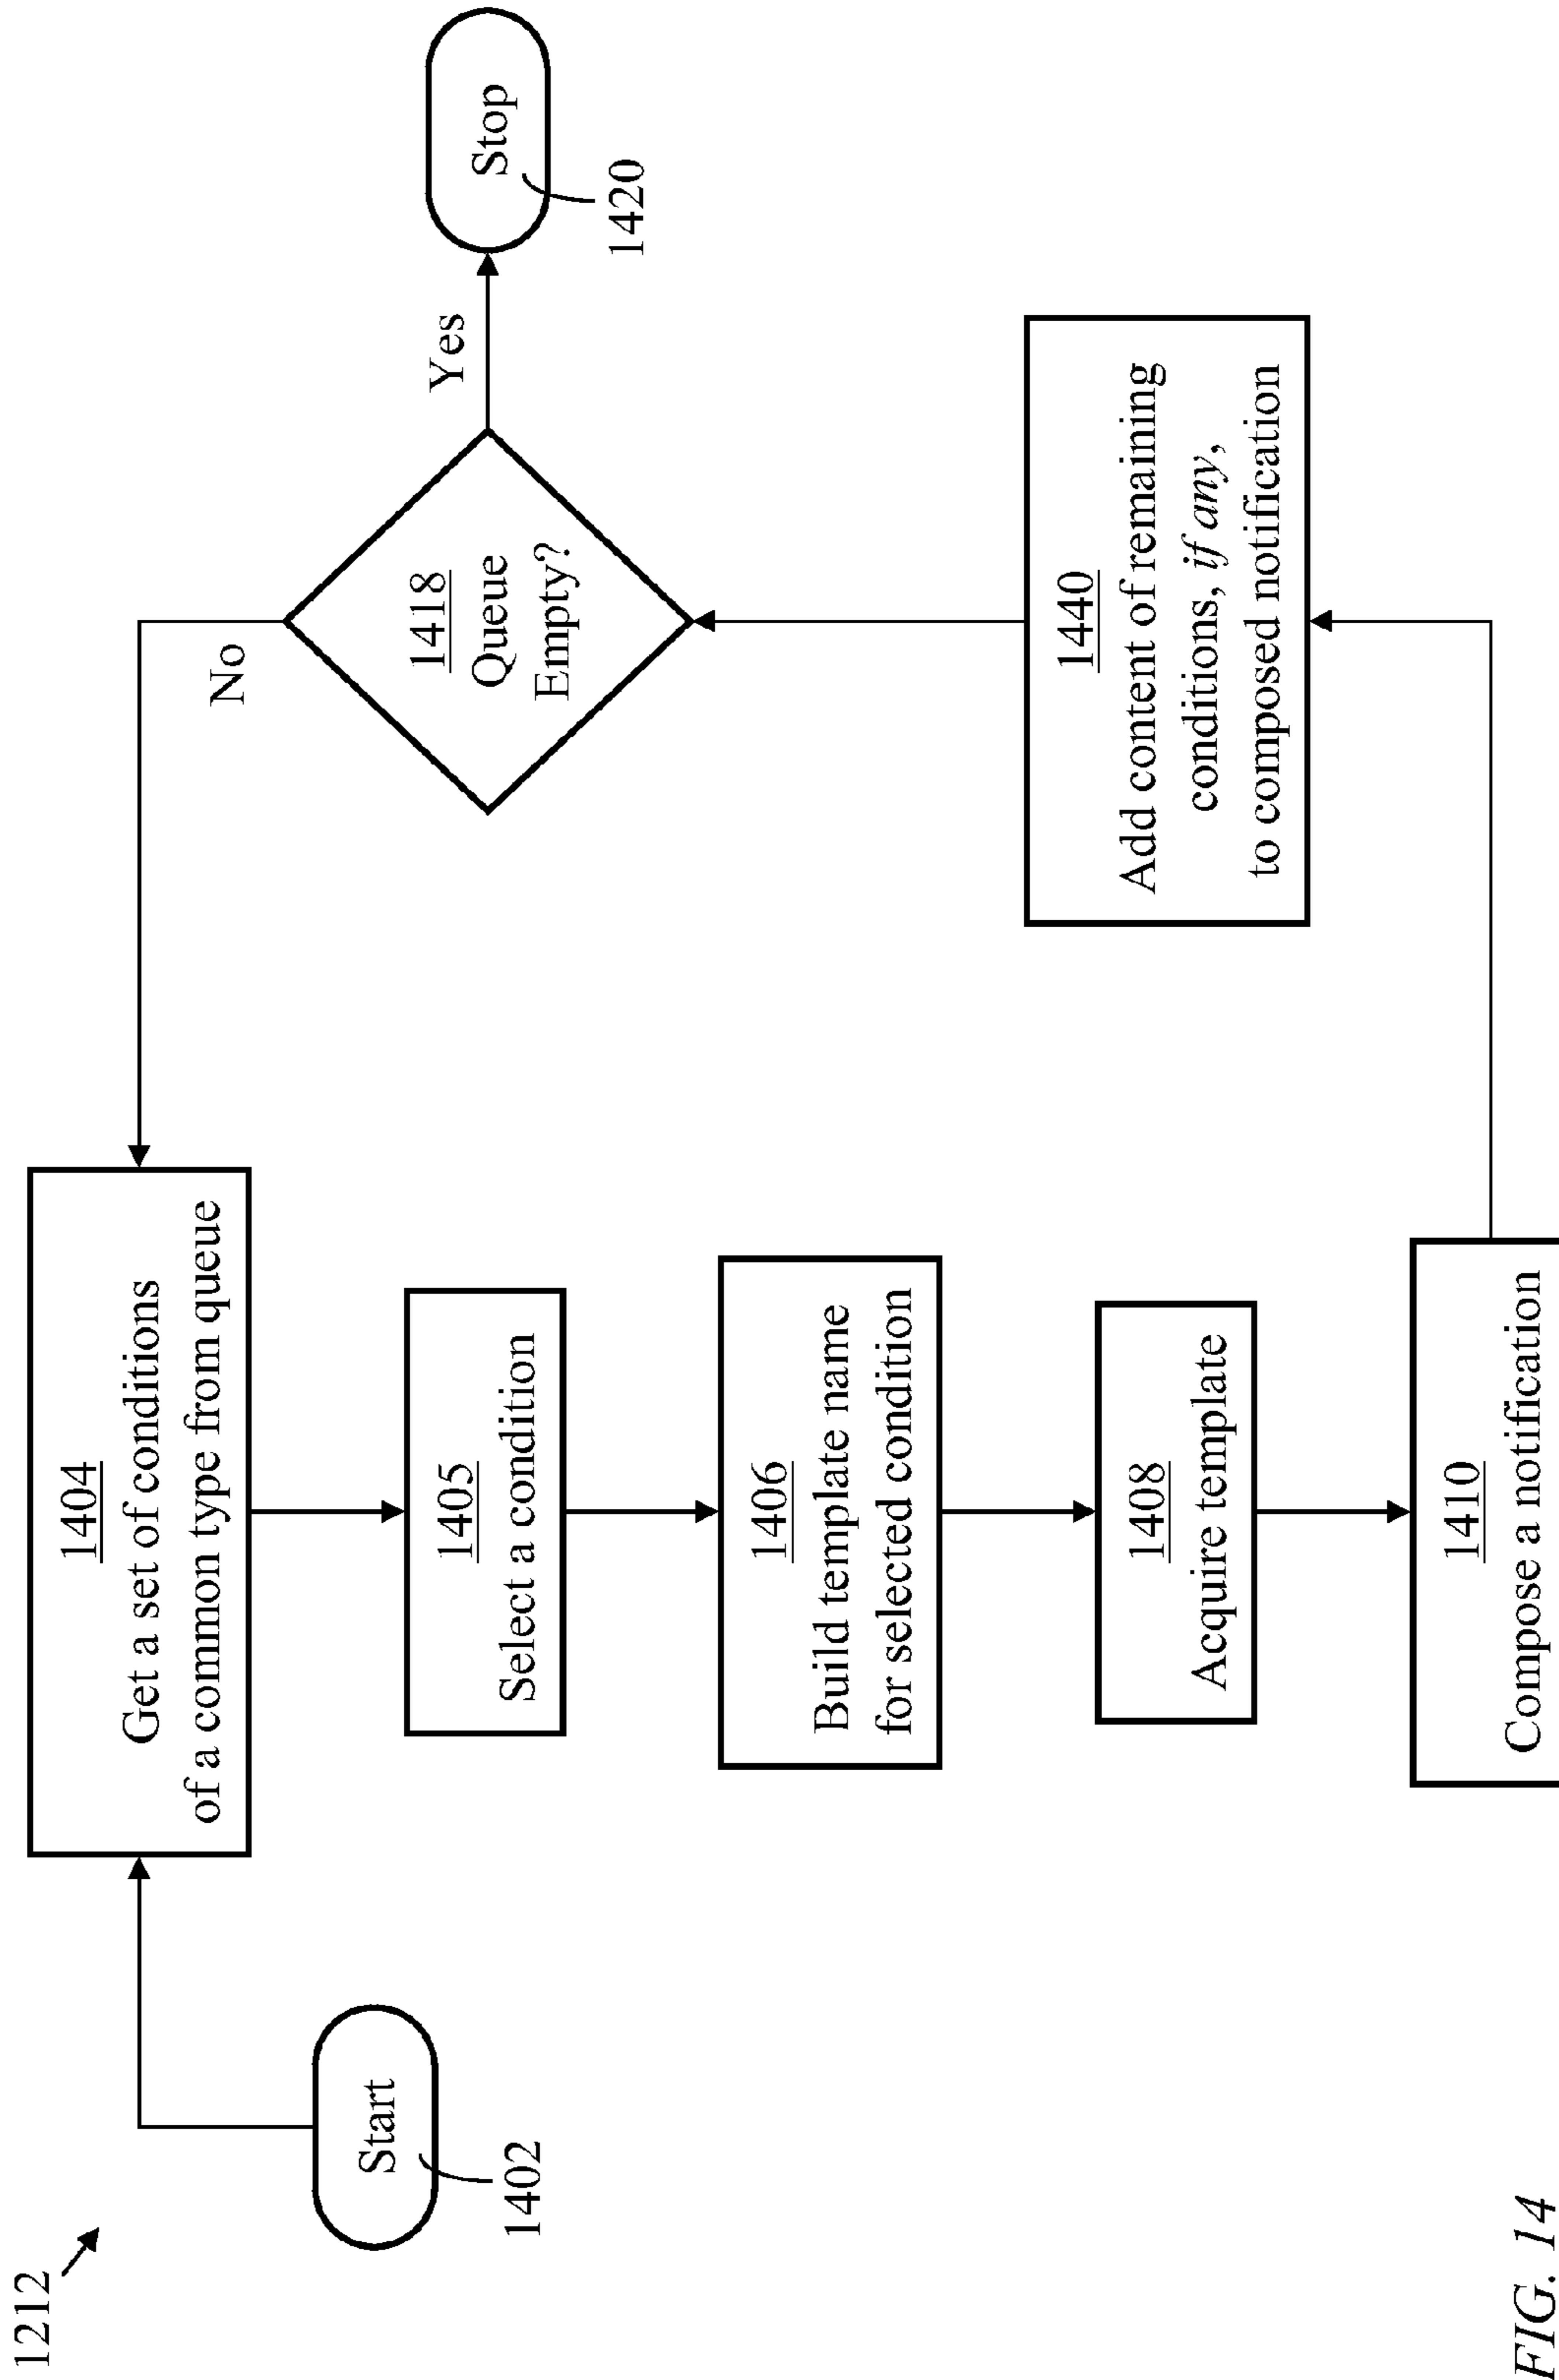 1212
Start
1402
1404
Get a set of conditions
of a common type from queue
1405
Select a condition
1406
Build template name
for selected condition
1408
Acquire template
1410
Compose a notification
1440
Add content of remaining
conditions, if any,
to composed notification
1418
Queue
Empty?
No
Yes
Stop
1420
FIG. 14